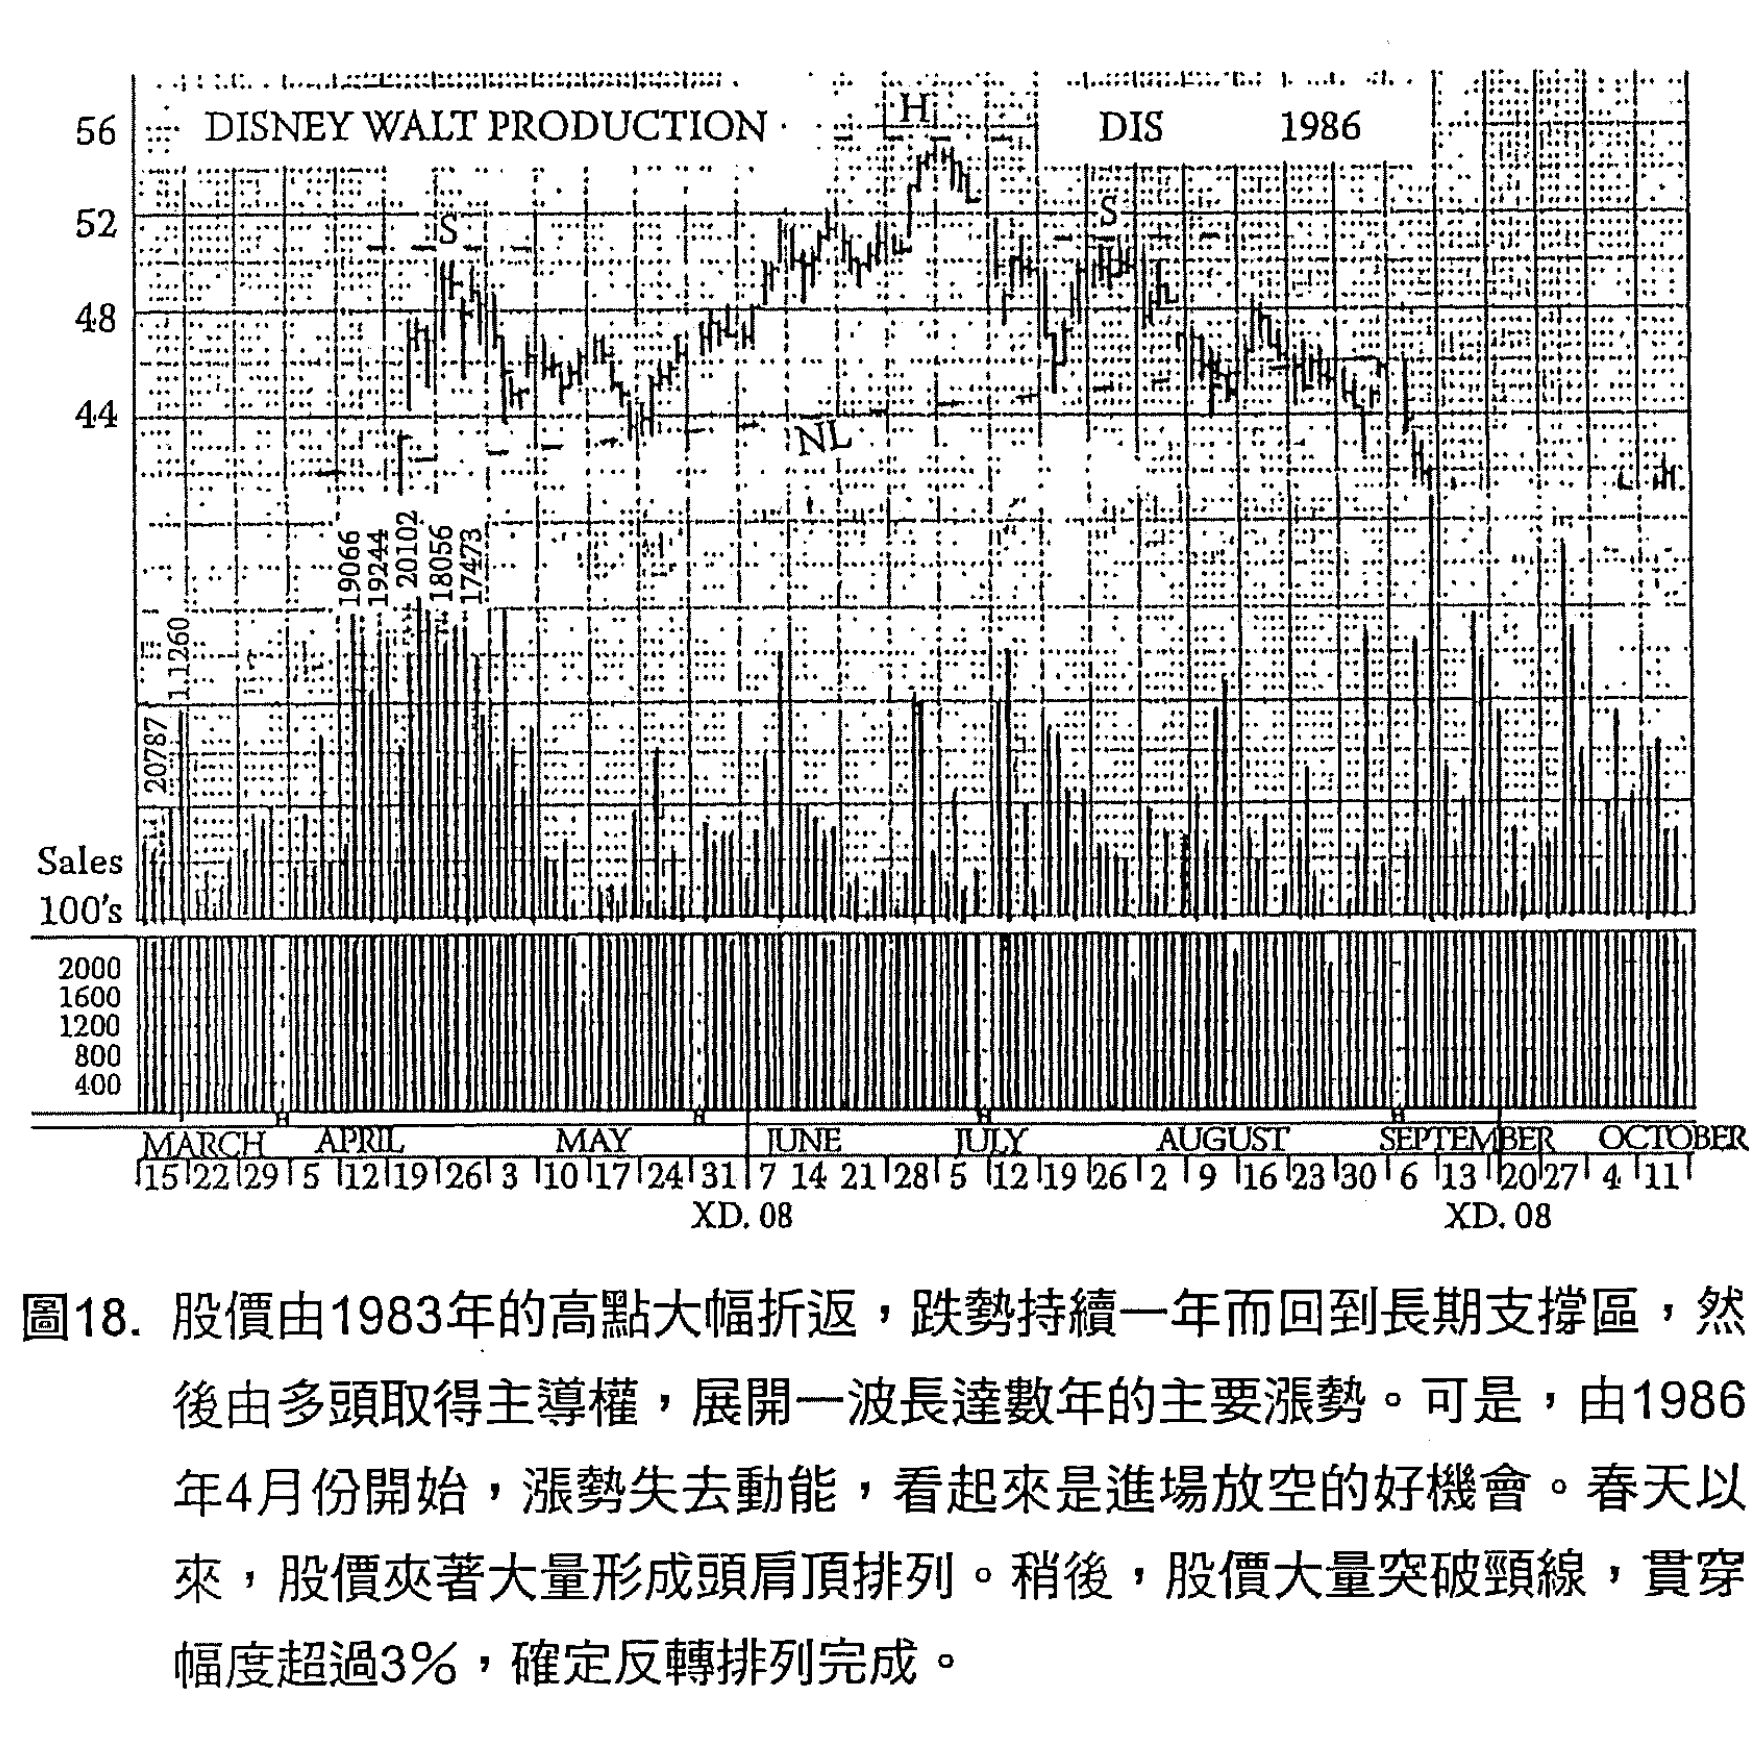 DISNEY WALT PRODUCTION
DIS 1986
H
S
S
NL
56
52
48
44
20787
111260
19066
19244
20102
18056
17473
Sales
100's
2000
1600
1200
800
400
H H H H
MARCH APRIL MAY JUNE JULY AUGUST SEPTEMBER OCTOBER
15 22 29 5 12 19 26 3 10 17 24 31 7 14 21 28 5 12 19 26 2 9 16 23 30 6 13 20 27 4 11
XD. 08 XD. 08
圖18. 股價由1983年的高點大幅折返，跌勢持續一年而回到長期支撐區，然
後由多頭取得主導權，展開一波長達數年的主要漲勢。可是，由1986
年4月份開始，漲勢失去動能，看起來是進場放空的好機會。春天以
來，股價夾著大量形成頭肩頂排列。稍後，股價大量突破頸線，貫穿
幅度超過3%，確定反轉排列完成。